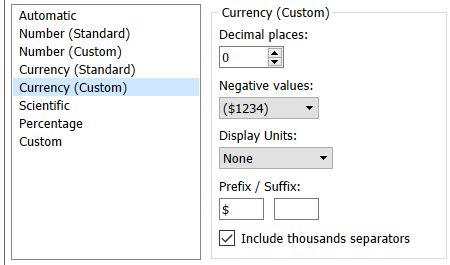 Automatic
Number (Standard)
Number (Custom)
Currency (Standard)
Currency (Custom)
Scientific
Percentage
Custom
Currency (Custom)
Decimal places:
0
Negative values:
($1234)
Display Units:
None
Prefix / Suffix:
$
Include thousands separators